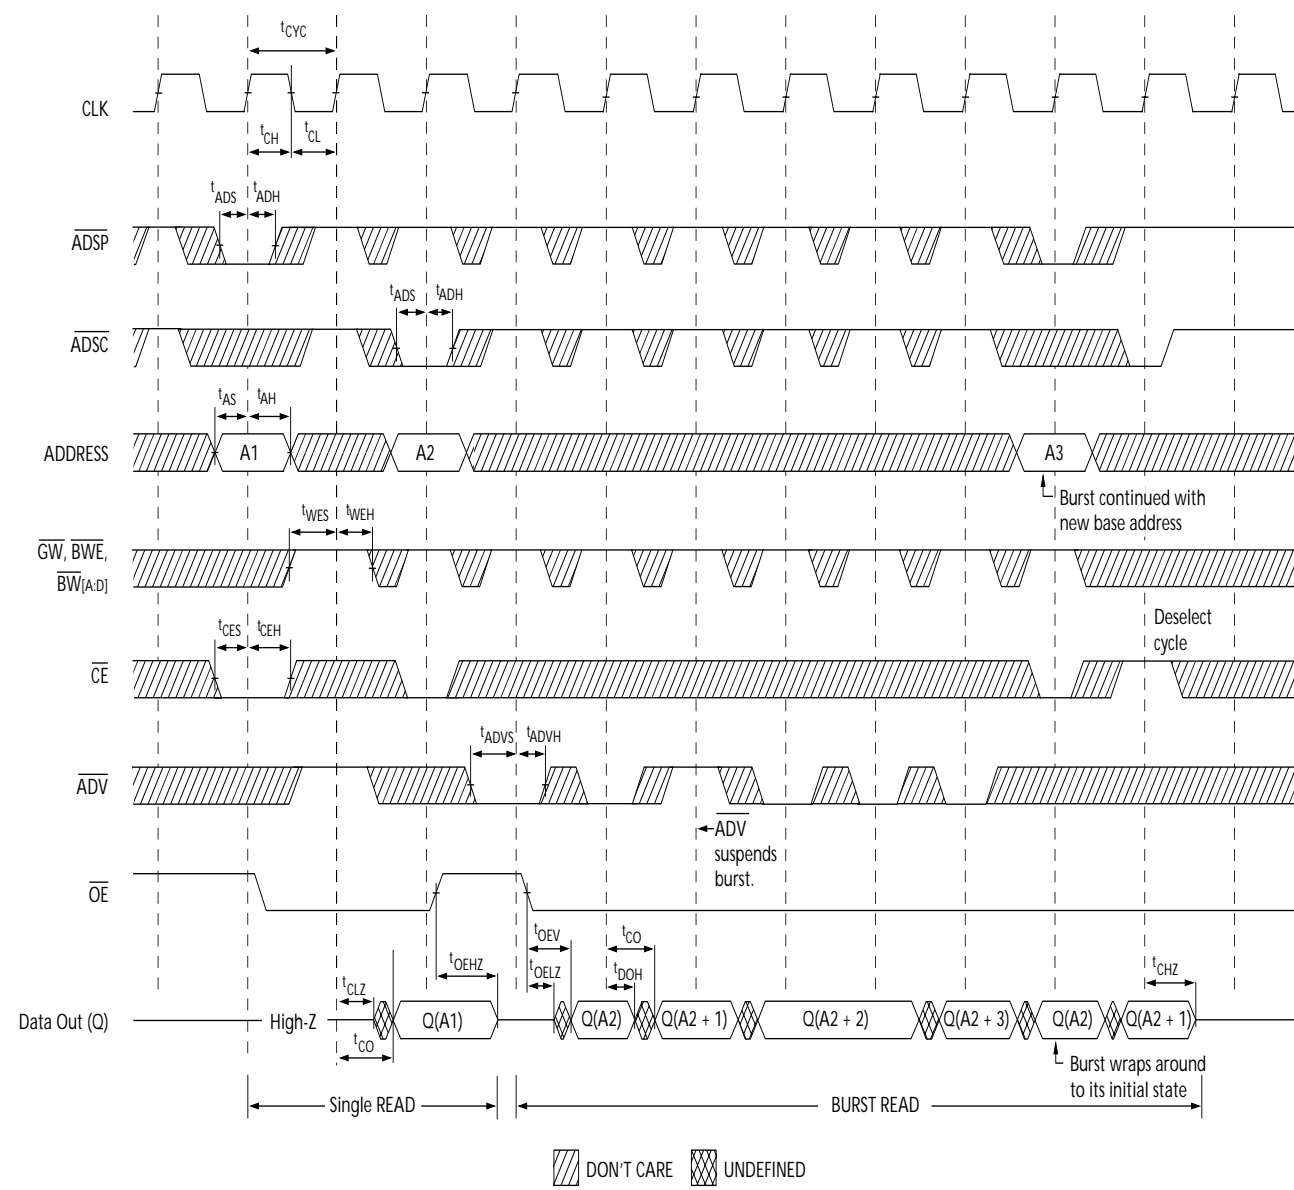 tCYC
CLK
tCH
tCL
tADS
tADH
ADSP
tADS
tADH
ADSC
tAS
tAH
ADDRESS
A1
A2
A3
Burst continued with
new base address
tWES
tWEH
GW, BWE,
BW[A:D]
Deselect
cycle
tCES
tCEH
CE
tADVS
tADVH
ADV
ADV
suspends
burst.
OE
tOEV
tCO
tOEHZ
tOELZ
tDOH
tCHZ
tCLZ
Data Out (Q)
High-Z
Q(A1)
Q(A2)
Q(A2 + 1)
Q(A2 + 2)
Q(A2 + 3)
Q(A2)
Q(A2 + 1)
tCO
Burst wraps around
to its initial state
Single READ
BURST READ
DON'T CARE
UNDEFINED